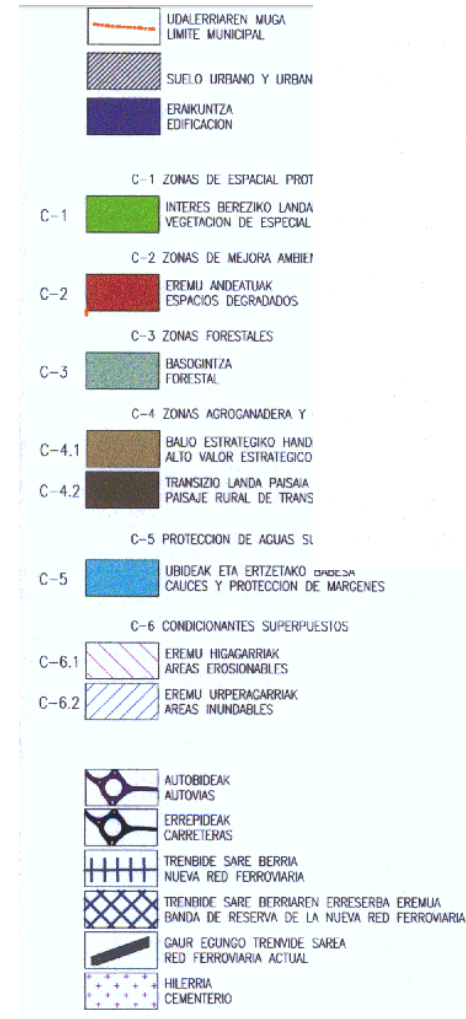 UDALERRIAREN MUGA
LIMITE MUNICIPAL
SUELO URBANO Y URBAN
ERAIKUNTZA
EDIFICACION
C-1 ZONAS DE ESPACIAL PROT
C-1
INTERES BEREZIKO LANDA
VEGETACION DE ESPECIAL
C-2 ZONAS DE MEJORA AMBIEN
C-2
EREMU ANDEATUAK
ESPACIOS DEGRADADOS
C-3 ZONAS FORESTALES
C-3
BASOGINTZA
FORESTAL
C-4 ZONAS AGROGANADERA Y
C-4.1
BALIO ESTRATEGIKO HAND
ALTO VALOR ESTRATEGICO
C-4.2
TRANSIZIO LANDA PAISAIA
PAISAJE RURAL DE TRANS
C-5 PROTECCION DE AGUAS SU
C-5
UBIDEAK ETA ERTZETAKO BABESA
CAUCES Y PROTECCION DE MARGENES
C-6 CONDICIONANTES SUPERPUESTOS
C-6.1
EREMU HIGAGARRIAK
AREAS EROSIONABLES
C-6.2
EREMU URPERAGARRIAK
AREAS INUNDABLES
AUTOBIDEAK
AUTOVIAS
ERREPIDEAK
CARRETERAS
TRENBIDE SARE BERRIA
NUEVA RED FERROVIARIA
TRENBIDE SARE BERRIAREN ERRESERBA EREMUA
BANDA DE RESERVA DE LA NUEVA RED FERROVIARIA
GAUR EGUNGO TRENVIDE SAREA
RED FERROVIARIA ACTUAL
HILERRIA
CEMENTERIO